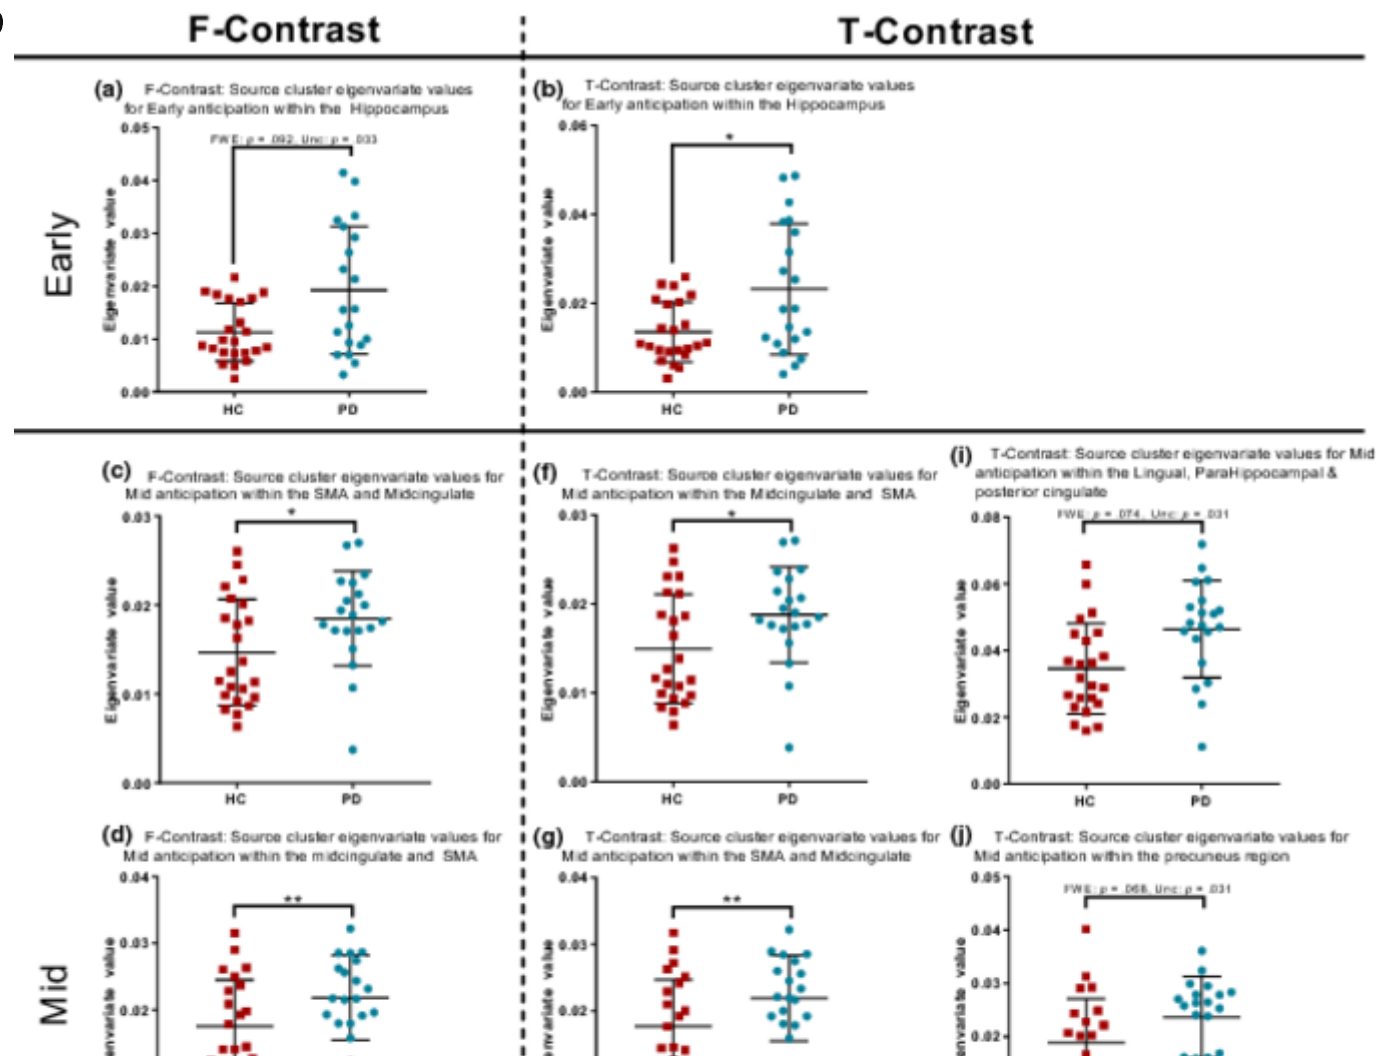 F-Contrast
T-Contrast
Early
(a) F-Contrast: Source cluster eigenvariate values
for Early anticipation within the Hippocampus
FWE: p = .092, Unc: p = .033
Eigenvariate value
0.05
0.04
0.03
0.02
0.01
0.00
HC PD
(b) T-Contrast: Source cluster eigenvariate values
for Early anticipation within the Hippocampus
*
Eigenvariate value
0.06
0.04
0.02
0.00
HC PD
Mid
(c) F-Contrast: Source cluster eigenvariate values for
Mid anticipation within the SMA and Midcingulate
*
Eigenvariate value
0.03
0.02
0.01
0.00
HC PD
(f) T-Contrast: Source cluster eigenvariate values for
Mid anticipation within the Midcingulate and SMA
*
Eigenvariate value
0.03
0.02
0.01
0.00
HC PD
(i) T-Contrast: Source cluster eigenvariate values for Mid
anticipation within the Lingual, ParaHippocampal &
posterior cingulate
FWE: p = .074, Unc: p = .031
Eigenvariate value
0.08
0.06
0.04
0.02
0.00
HC PD
(d) F-Contrast: Source cluster eigenvariate values for
Mid anticipation within the midcingulate and SMA
**
nvariate value
0.04
0.03
0.02
(g) T-Contrast: Source cluster eigenvariate values for
Mid anticipation within the SMA and Midcingulate
**
nvariate value
0.04
0.03
0.02
(j) T-Contrast: Source cluster eigenvariate values for
Mid anticipation within the precuneus region
FWE: p = .068, Unc: p = .031
nvariate value
0.05
0.04
0.03
0.02